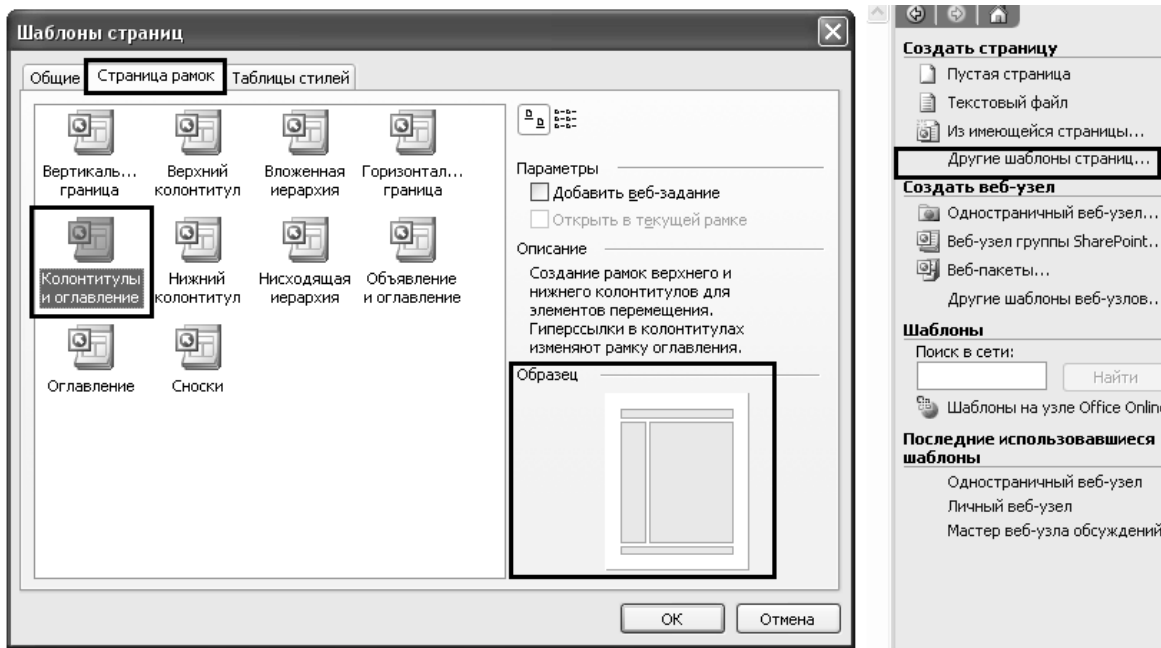 Шаблоны страниц
Общие
Страница рамок
Таблицы стилей
Вертикаль...
граница
Верхний
колонтитул
Вложенная
иерархия
Горизонтал...
граница
Колонтитулы
и оглавление
Нижний
колонтитул
Нисходящая
иерархия
Объявление
и оглавление
Оглавление
Сноски
Параметры
Добавить веб-задание
Открыть в текущей рамке
Описание
Создание рамок верхнего и
нижнего колонтитулов для
элементов перемещения.
Гиперссылки в колонтитулах
изменяют рамку оглавления.
Образец
ОК
Отмена
Создать страницу
Пустая страница
Текстовый файл
Из имеющейся страницы...
Другие шаблоны страниц...
Создать веб-узел
Одностраничный веб-узел...
Веб-узел группы SharePoint..
Веб-пакеты...
Другие шаблоны веб-узлов..
Шаблоны
Поиск в сети:
Найти
Шаблоны на узле Office Online
Последние использовавшиеся
шаблоны
Одностраничный веб-узел
Личный веб-узел
Мастер веб-узла обсуждений